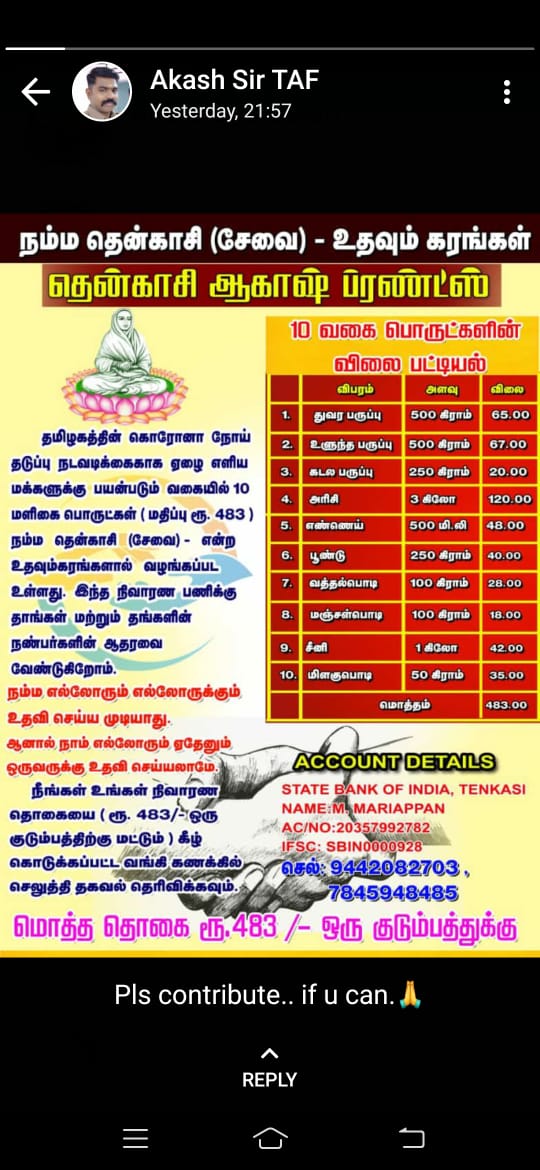 Akash Sir TAF
Yesterday, 21:57
நம்ம தென்காசி (சேவை) - உதவும் கரங்கள்
தென்காசி ஆகாஷ் ப்ரண்ட்ஸ்
தமிழகத்தின் கொரோனா நோய்
தடுப்பு நடவடிக்கைகாக ஏழை எளிய
மக்களுக்கு பயன்படும் வகையில் 10
மளிகை பொருட்கள் ( மதிப்பு ரூ. 483 )
நம்ம தென்காசி (சேவை) - என்ற
உதவும்கரங்களால் வழங்கப்பட
உள்ளது. இந்த நிவாரண பணிக்கு
தாங்கள் மற்றும் தங்களின்
நண்பர்களின் ஆதரவை
வேண்டுகிறோம்.
நம்ம எல்லோரும் எல்லோருக்கும்
உதவி செய்ய முடியாது.
ஆனால் நாம் எல்லோரும் ஏதேனும்
ஒருவருக்கு உதவி செய்யலாமே.
நீங்கள் உங்கள் நிவாரண
தொகையை ( ரூ. 483/- ஒரு
குடும்பத்திற்கு மட்டும் ) கீழ்
கொடுக்கப்பட்ட வங்கி கணக்கில்
செலுத்தி தகவல் தெரிவிக்கவும்.
10 வகை பொருட்களின்
விலை பட்டியல்
விபரம் அளவு விலை
1. துவர பருப்பு 500 கிராம் 65.00
2. உளுந்த பருப்பு 500 கிராம் 67.00
3. கடல பருப்பு 250 கிராம் 20.00
4. அரிசி 3 கிலோ 120.00
5. எண்ணெய் 500 மி.லி 48.00
6. பூண்டு 250 கிராம் 40.00
7. வத்தல்பொடி 100 கிராம் 28.00
8. மஞ்சள்பொடி 100 கிராம் 18.00
9. சீனி 1 கிலோ 42.00
10. மிளகுபொடி 50 கிராம் 35.00
மொத்தம் 483.00
ACCOUNT DETAILS
STATE BANK OF INDIA, TENKASI
NAME:M. MARIAPPAN
AC/NO:20357992782
IFSC: SBIN0000928
செல்: 9442082703 ,
7845948485
மொத்த தொகை ரூ.483 /- ஒரு குடும்பத்துக்கு
Pls contribute.. if u can.🙏
REPLY